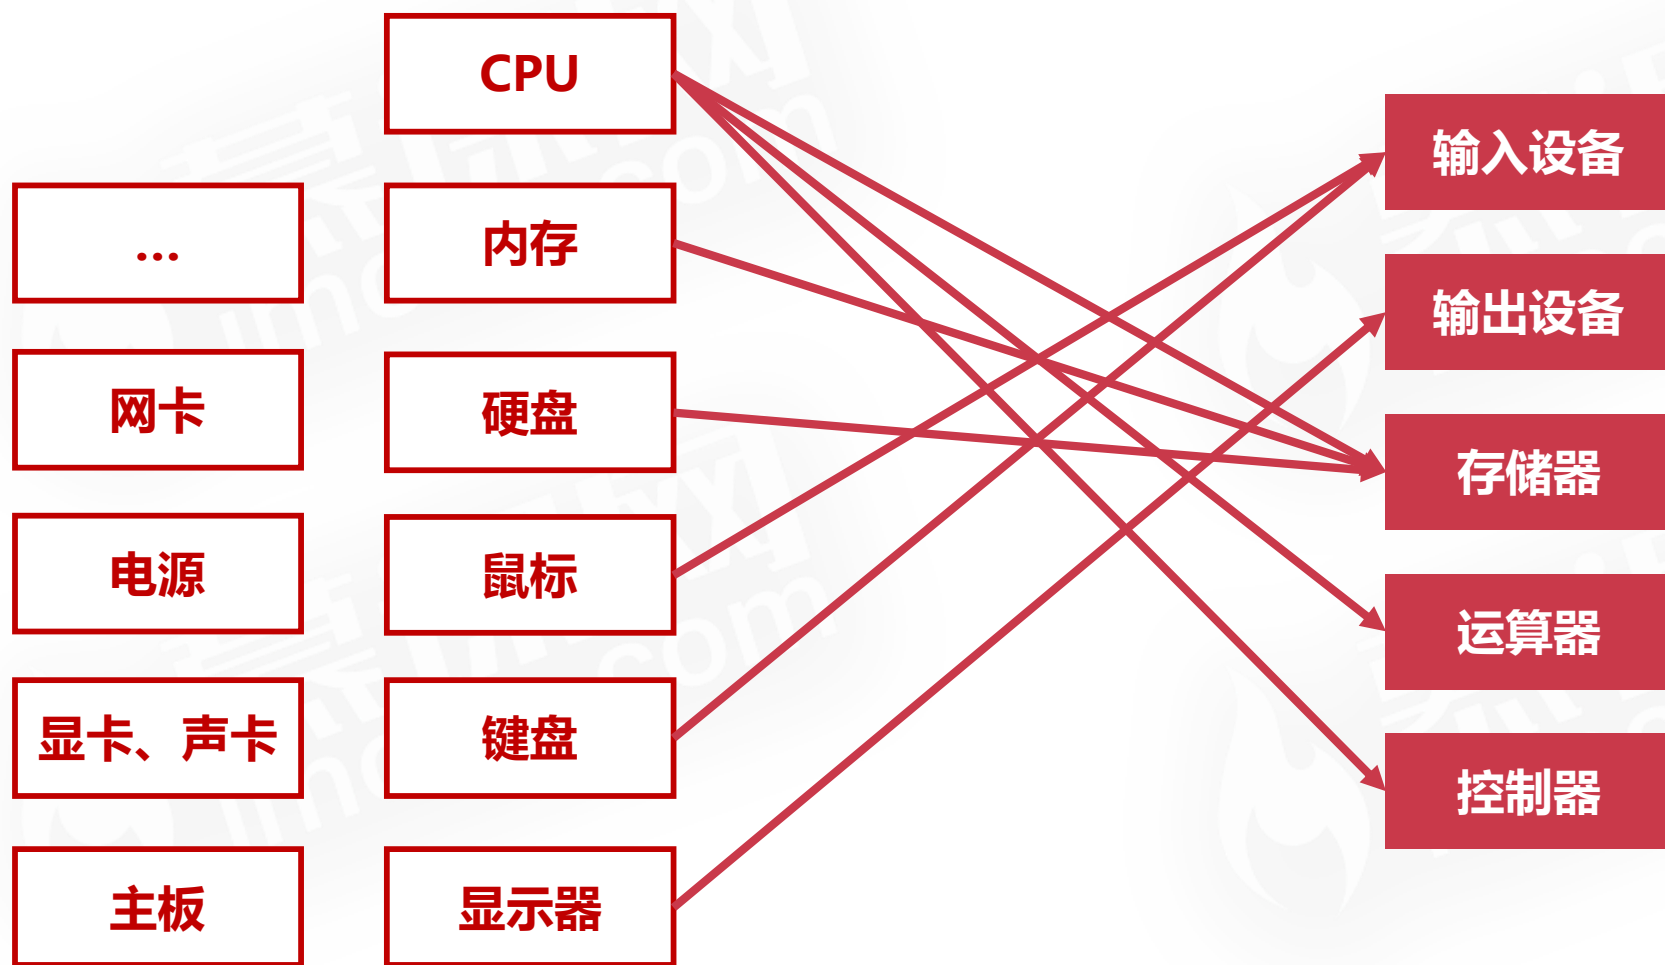 CPU
...
内存
网卡
硬盘
电源
鼠标
显卡、声卡
键盘
主板
显示器
输入设备
输出设备
存储器
运算器
控制器